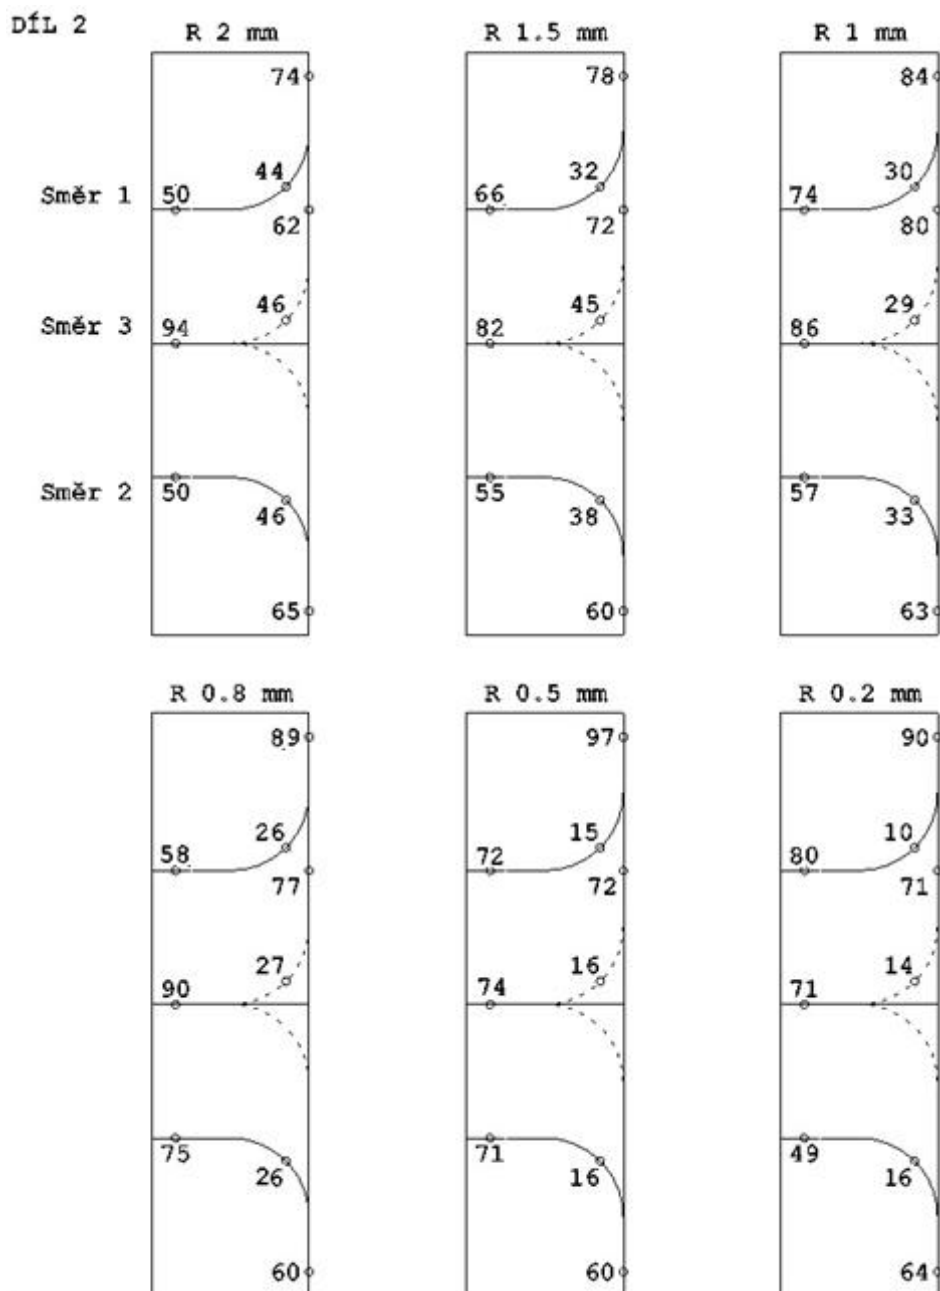 DÍL 2
R 2 mm R 1.5 mm R 1 mm
74 78 84
44 32 30
Směr 1 50 66 74
62 72 80
46 45 29
Směr 3 94 82 86
Směr 2 50 55 57
46 38 33
65 60 63
R 0.8 mm R 0.5 mm R 0.2 mm
89 97 90
26 15 10
58 72 80
77 72 71
27 16 14
90 74 71
75 71 49
26 16 16
60 60 64